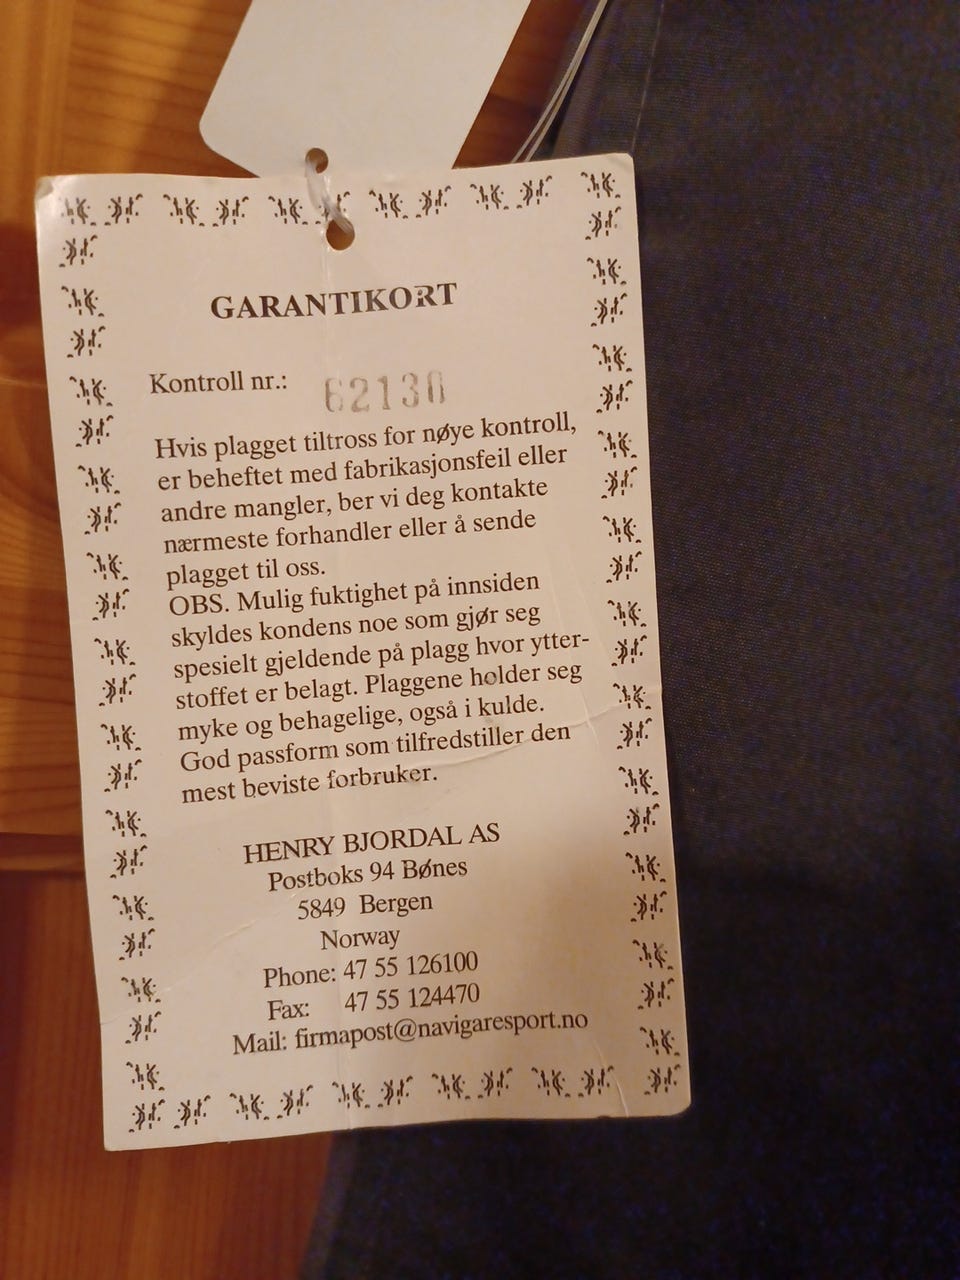 GARANTIKORT
Kontroll nr.: 62130
Hvis plagget tiltross for nøye kontroll,
er beheftet med fabrikasjonsfeil eller
andre mangler, ber vi deg kontakte
nærmeste forhandler eller å sende
plagget til oss.
OBS. Mulig fuktighet på innsiden
skyldes kondens noe som gjør seg
spesielt gjeldende på plagg hvor ytter-
stoffet er belagt. Plaggene holder seg
myke og behagelige, også i kulde.
God passform som tilfredstiller den
mest beviste forbruker.
HENRY BJORDAL AS
Postboks 94 Bønes
5849 Bergen
Norway
Phone: 47 55 126100
Fax: 47 55 124470
Mail: firmapost@navigaresport.no